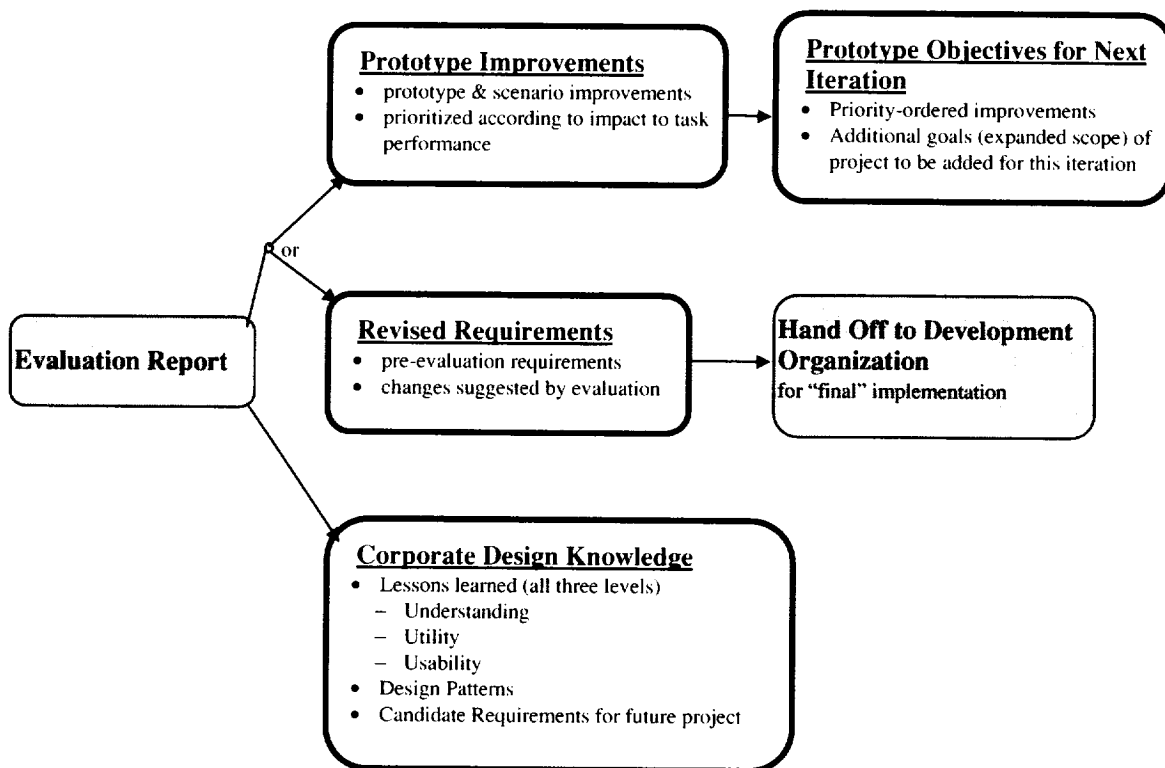 Prototype Improvements
• prototype & scenario improvements
• prioritized according to impact to task
performance
Prototype Objectives for Next
Iteration
• Priority-ordered improvements
• Additional goals (expanded scope) of
project to be added for this iteration
or
Evaluation Report
Revised Requirements
• pre-evaluation requirements
• changes suggested by evaluation
Hand Off to Development
Organization
for “final” implementation
Corporate Design Knowledge
• Lessons learned (all three levels)
– Understanding
– Utility
– Usability
• Design Patterns
• Candidate Requirements for future project